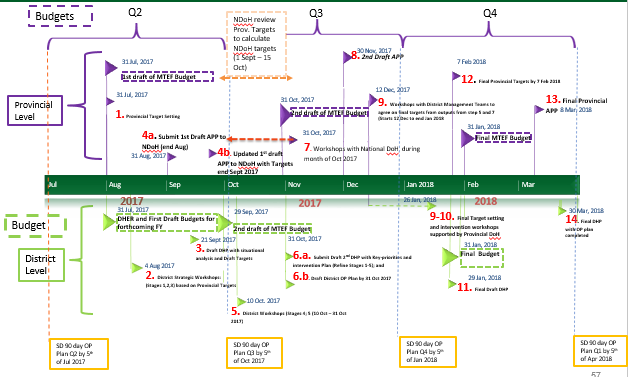 Budgets
Q2
Q3
Q4
NDoH review
Prov. Targets
to calculate
NDoH targets
(1 Sept – 15
Oct)
31 Jul, 2017
1st draft of MTEF Budget
30 Nov, 2017
8. 2nd Draft APP
7 Feb 2018
12. Final Provincial Targets by 7 Feb 2018
Provincial
Level
31 Jul, 2017
1. Provincial Target Setting
31 Oct, 2017
2nd draft of MTEF Budget
12 Dec, 2017
9. Workshops with District Management Teams to
agree on final targets from outputs from step 5 and 7
(Starts 12 Dec to end Jan 2018
13. Final Provincial
APP 8 Mar, 2018
31 Jan, 2018
Final MTEF Budget
4a. Submit 1st Draft APP to
NDoH (end Aug)
31 Aug, 2017
4b. Updated 1st draft
APP to NDoH with Targets
end Sept 2017
31 Oct, 2017
7. Workshops with National DoH during
month of Oct 2017
Jul
Aug
Sep
Oct
Nov
Dec
Jan 2018
Feb
Mar
2017
2017
2018
Budget
District
Level
31 Jul, 2017
DHER and First Draft Budgets for
forthcoming FY
29 Sep, 2017
2nd draft of MTEF Budget
26 Jan, 2018
9-10. Final Target setting
and intervention workshops
supported by Provincial DoH
30 Mar, 2018
14. Final DHP
with OP plan
completed
21 Sept 2017
3. Draft DHP with situational
analysis and Draft Targets
31 Oct, 2017
6.a. Submit Draft 2nd DHP with Key priorities and
intervention Plan (Refine Stages 1-5); and
6.b. Draft District OP Plan by 31 Oct 2017
31 Jan, 2018
Final Budget
4 Aug, 2017
2. District Strategic Workshops:
(Stages 1,2,3) based on Provincial Targets
29 Jan, 2018
11. Final Draft DHP
10 Oct. 2017
5. District Workshops (Stages 4; 5 (10 Oct – 31 Oct
2017)
SD 90 day OP
Plan Q2 by 5th
of Jul 2017
SD 90 day OP
Plan Q3 by 5th
of Oct 2017
SD 90 day OP
Plan Q4 by 5th
of Jan 2018
SD 90 day OP
Plan Q1 by 5th
of Apr 2018
57